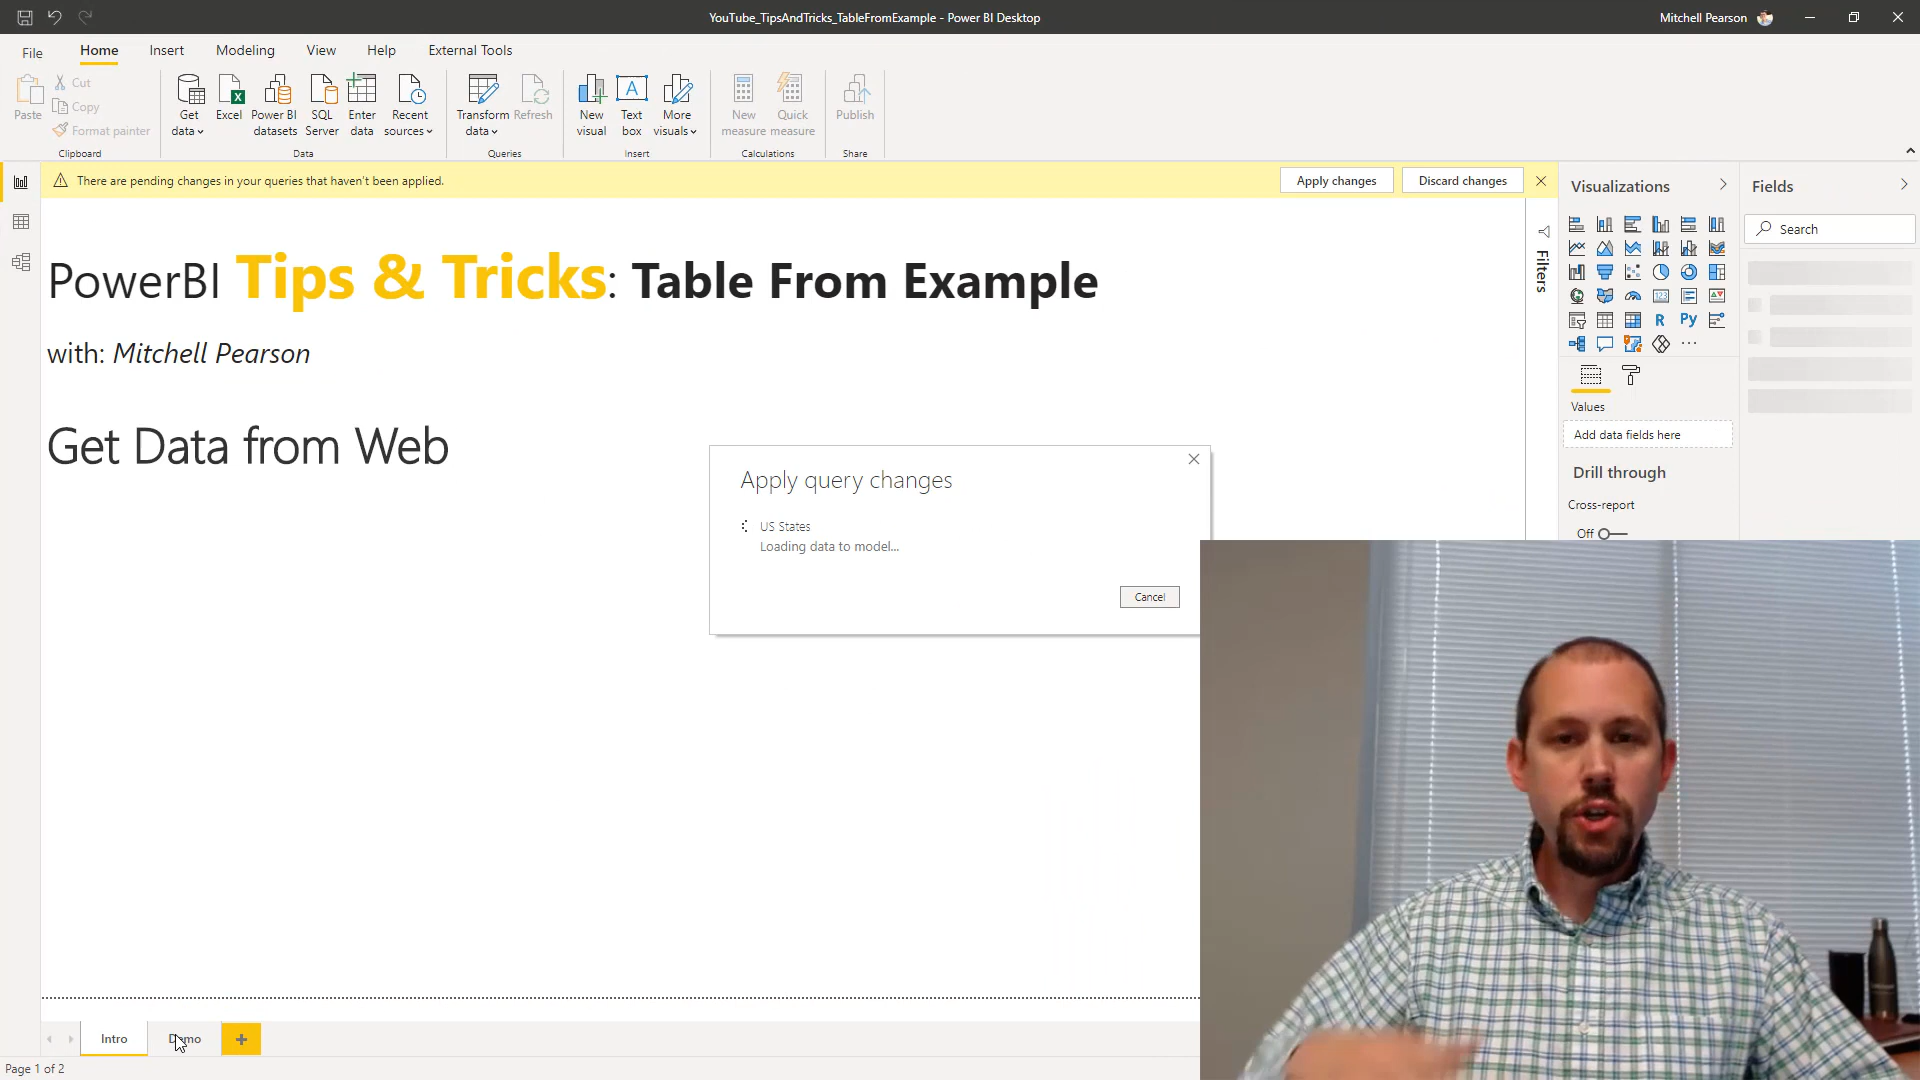 YouTube_TipsAndTricks_TableFromExample - Power BI Desktop
Mitchell Pearson
File
Home
Insert
Modeling
View
Help
External Tools
Paste
Cut
Copy
Format painter
Clipboard
Get data
Excel
Power BI datasets
SQL Server
Enter data
Recent sources
Data
Transform data
Refresh
Queries
New visual
Text box
More visuals
Insert
New measure
Quick measure
Calculations
Publish
Share
There are pending changes in your queries that haven't been applied.
Apply changes
Discard changes
PowerBI Tips & Tricks: Table From Example
with: Mitchell Pearson
Get Data from Web
Apply query changes
US States
Loading data to model...
Cancel
Filters
Visualizations
R
Py
Values
Add data fields here
Drill through
Cross-report
Off
Fields
Search
Intro
Demo
Page 1 of 2